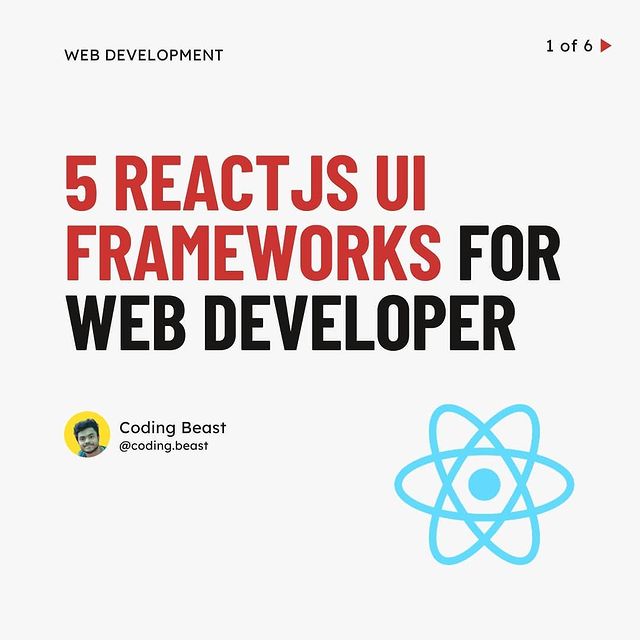 WEB DEVELOPMENT
1 of 6
5 REACTJS UI
FRAMEWORKS FOR
WEB DEVELOPER
Coding Beast
@coding.beast